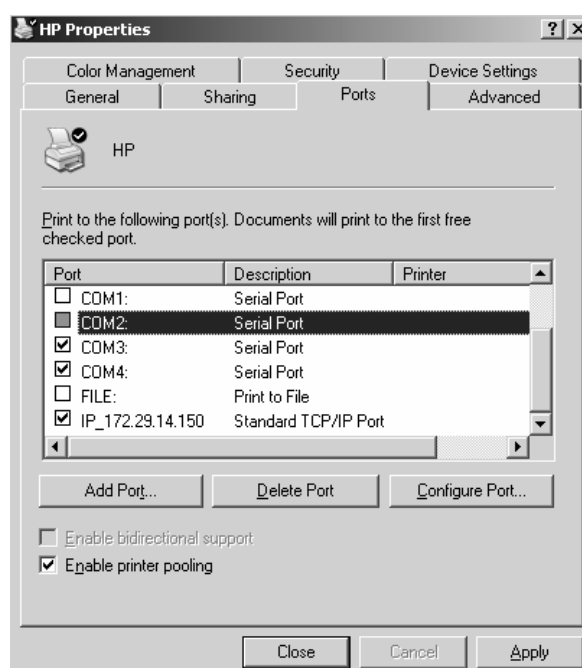 HP Properties
Color Management Security Device Settings
General Sharing Ports Advanced
HP
Print to the following port(s). Documents will print to the first free
checked port.
Port Description Printer
COM1: Serial Port
COM2: Serial Port
COM3: Serial Port
COM4: Serial Port
FILE: Print to File
IP_172.29.14.150 Standard TCP/IP Port
Add Port... Delete Port Configure Port...
Enable bidirectional support
Enable printer pooling
Close Cancel Apply